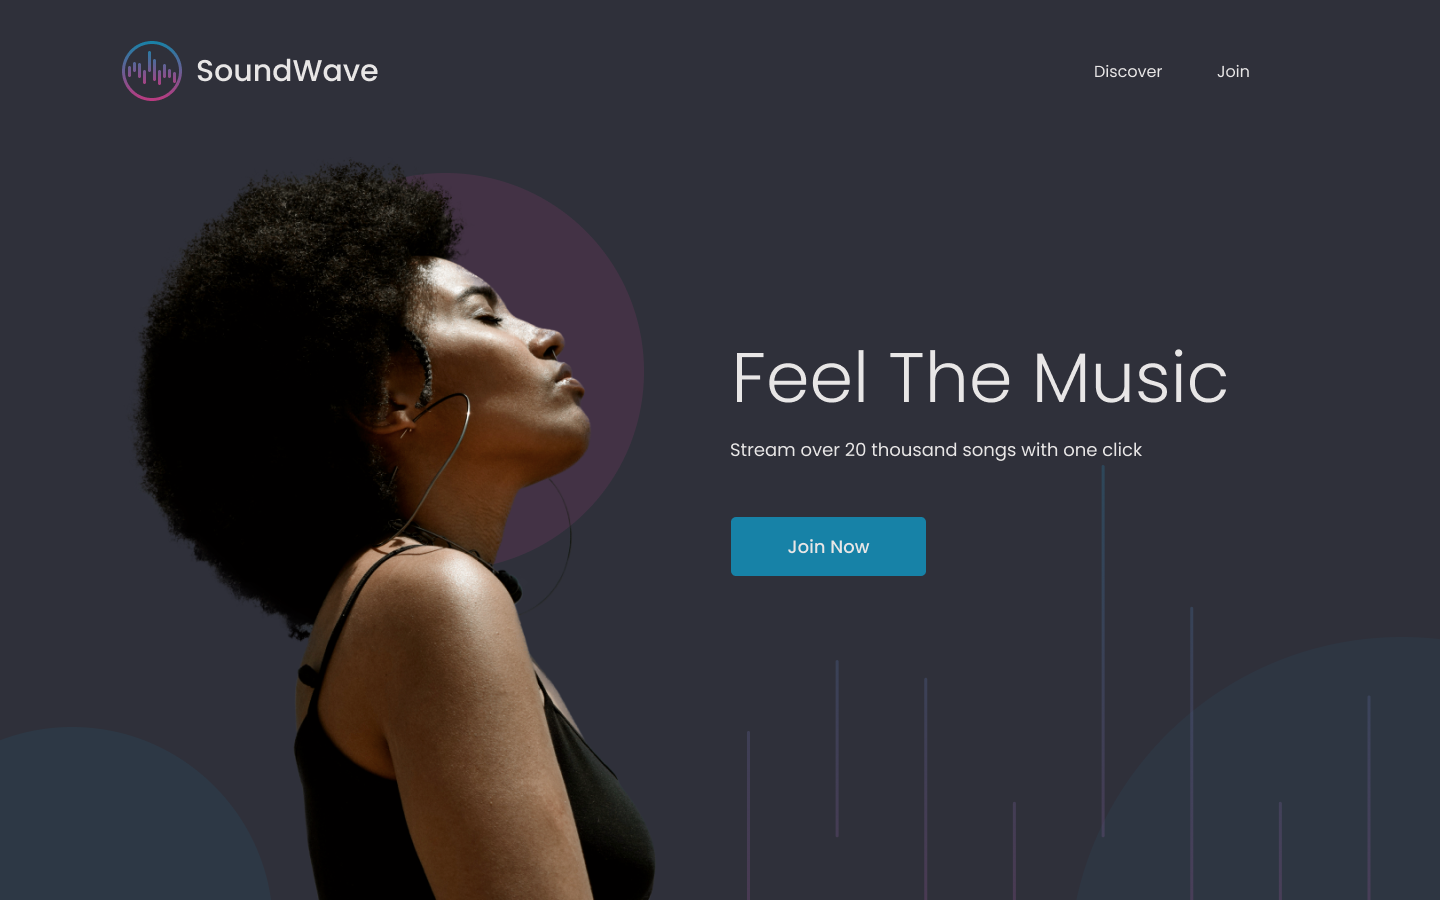 SoundWave
Discover
Join
Feel The Music
Stream over 20 thousand songs with one click
Join Now